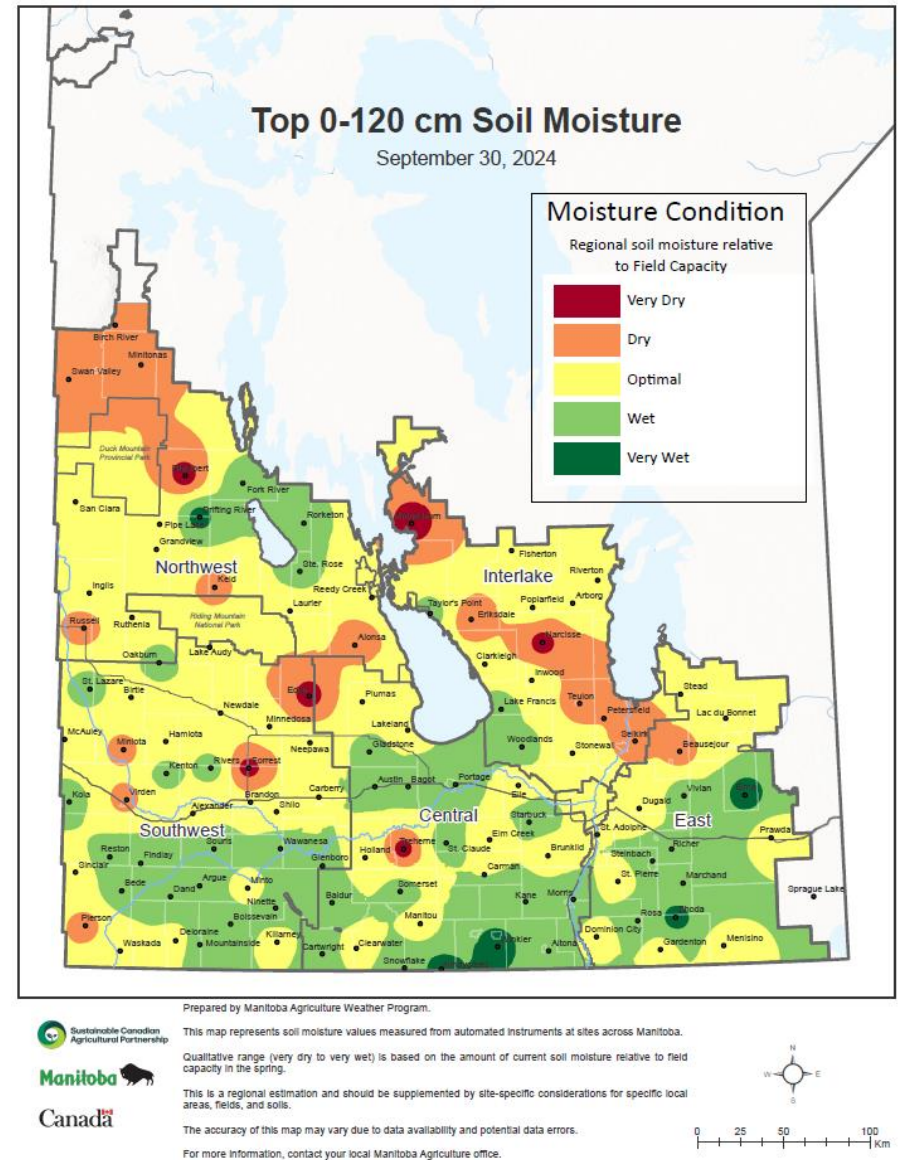 Top 0-120 cm Soil Moisture
September 30, 2024
Moisture Condition
Regional soil moisture relative
to Field Capacity
Very Dry
Dry
Optimal
Wet
Very Wet
Birch River
Minitonas
Swan Valley
Duck Mountain
Provincial Park
Fork River
San Clara
Drifting River
Rorketon
Pipe Lake
Grandview
Northwest
Ste. Rose
Keld
Inglis
Reedy Creek
Laurier
Riding Mountain
National Park
Russell
Ruthenia
Alonsa
Lake Audy
Oakburn
St. Lazare
Birtle
Plumas
Newdale
Minnedosa
Lakeland
McAuley
Hamiota
Miniota
Neepawa
Gladstone
Kenton
Rivers
Forrest
Fisherton
Interlake
Riverton
Poplarfield
Arborg
Taylor's Point
Eriksdale
Narcisse
Clarkleigh
Inwood
Lake Francis
Teulon
Petersfield
Stead
Lac du Bonnet
Woodlands
Stonewall
Selkirk
Beausejour
Kola
Virden
Alexander
Brandon
Shilo
Carberry
Austin
Bagot
Portage
Elie
Southwest
Central
East
Vivian
Dugald
Prawda
Starbuck
St. Adolphe
Richer
Reston
Findlay
Souris
Wawanesa
Glenboro
Holland
Treherne
St. Claude
Elm Creek
Brunkild
Steinbach
St. Pierre
Marchand
Sprague Lake
Sinclair
Bede
Dand
Argue
Minto
Ninette
Baldur
Somerset
Carman
Kane
Morris
Pierson
Boissevain
Manitou
Rosa
Dominion City
Waskada
Deloraine
Mountainside
Killarney
Cartwright
Clearwater
Snowflake
Altona
Gardenton
Menisino
Prepared by Manitoba Agriculture Weather Program.
Sustainable Canadian
Agricultural Partnership
This map represents soil moisture values measured from automated instruments at sites across Manitoba.
Qualitative range (very dry to very wet) is based on the amount of current soil moisture relative to field
capacity in the spring.
Manitoba
This is a regional estimation and should be supplemented by site-specific considerations for specific local
areas, fields, and soils.
Canada
The accuracy of this map may vary due to data availability and potential data errors.
For more information, contact your local Manitoba Agriculture office.
N
W E
S
0 25 50 100
Km